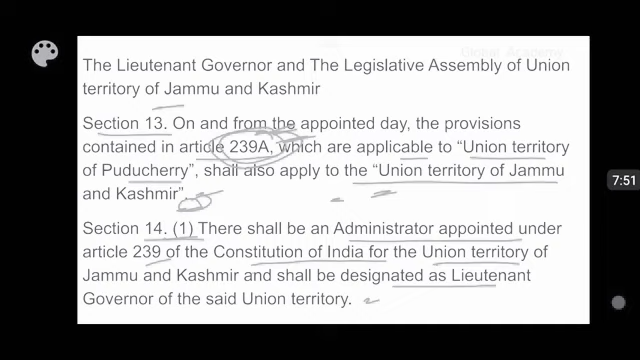 Global Academy
The Lieutenant Governor and The Legislative Assembly of Union
territory of Jammu and Kashmir
Section 13. On and from the appointed day, the provisions
contained in article 239A, which are applicable to “Union territory
of Puducherry”, shall also apply to the “Union territory of Jammu
and Kashmir”.
7:51
Section 14. (1) There shall be an Administrator appointed under
article 239 of the Constitution of India for the Union territory of
Jammu and Kashmir and shall be designated as Lieutenant
Governor of the said Union territory.